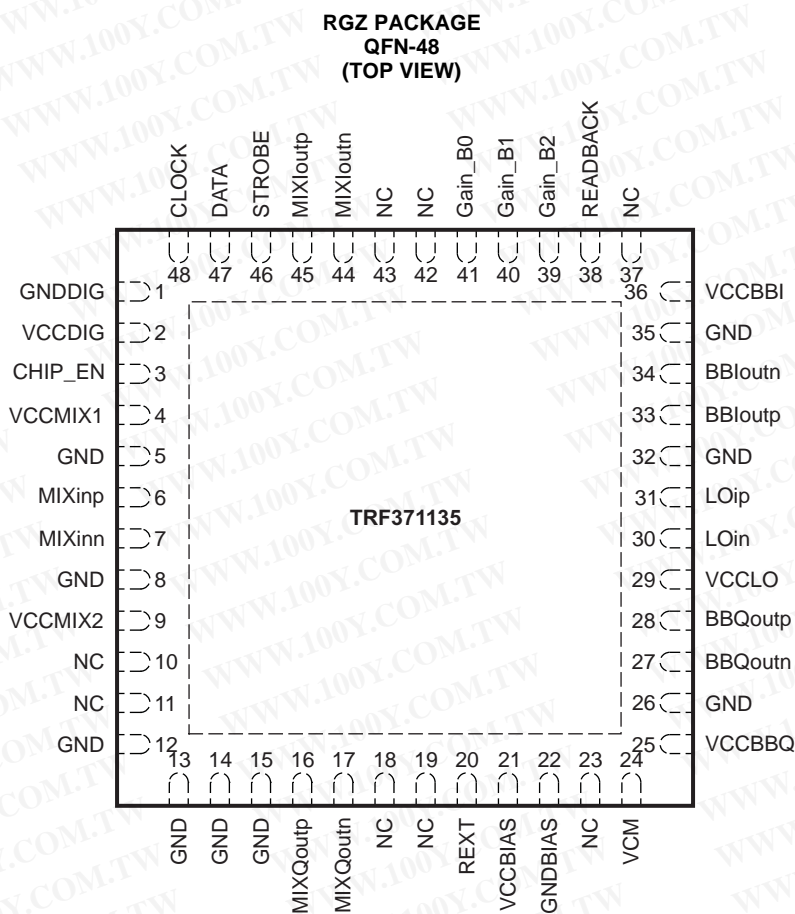 RGZ PACKAGE
QFN-48
(TOP VIEW)
CLOCK
DATA
STROBE
MIXIoutp
MIXIoutn
NC
NC
Gain_B0
Gain_B1
Gain_B2
READBACK
NC
48 47 46 45 44 43 42 41 40 39 38 37
GNDDIG 1
VCCDIG 2
CHIP_EN 3
VCCMIX1 4
GND 5
MIXinp 6
MIXinn 7
GND 8
VCCMIX2 9
NC 10
NC 11
GND 12
TRF371135
36 VCCBBI
35 GND
34 BBIoutn
33 BBIoutp
32 GND
31 LOip
30 LOin
29 VCCLO
28 BBQoutp
27 BBQoutn
26 GND
25 VCCBBQ
13 14 15 16 17 18 19 20 21 22 23 24
GND
GND
GND
MIXQoutp
MIXQoutn
NC
NC
REXT
VCCBIAS
GNDBIAS
NC
VCM
WWW.100Y.COM.TW